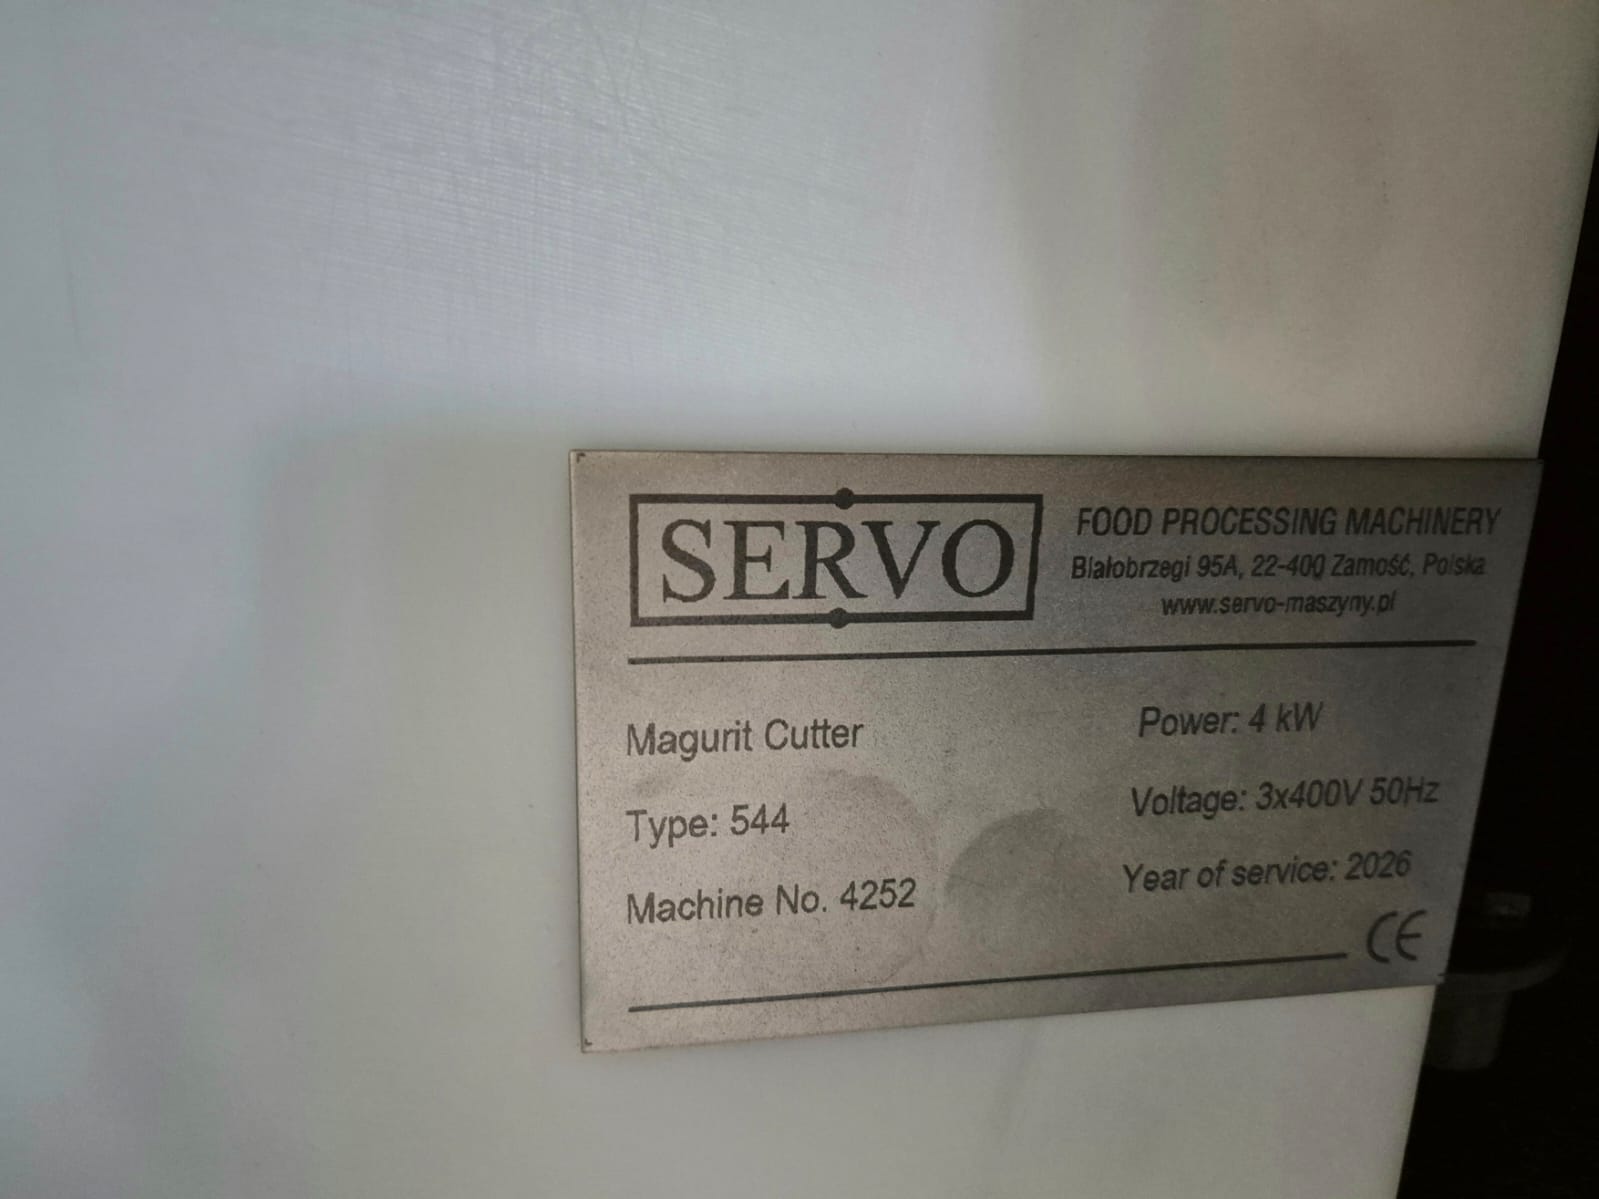 SERVO
FOOD PROCESSING MACHINERY
Białobrzegi 95A, 22-400 Zamość, Polska
www.servo-maszyny.pl
Magurit Cutter
Type: 544
Machine No. 4252
Power: 4 kW
Voltage: 3x400V 50Hz
Year of service: 2026
CE